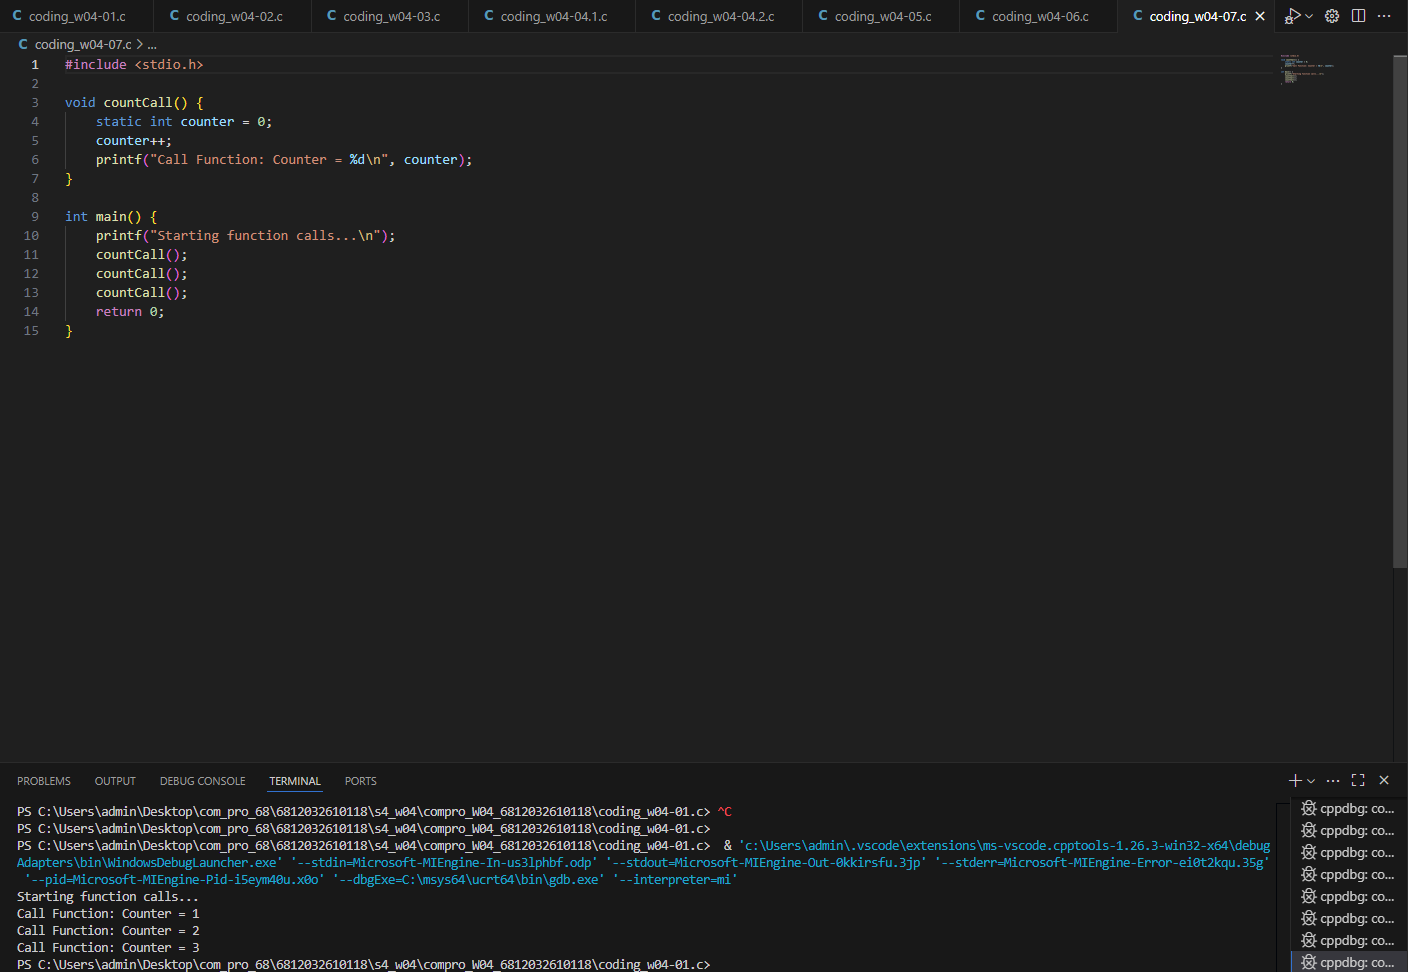 C coding_w04-01.c C coding_w04-02.c C coding_w04-03.c C coding_w04-04.1.c C coding_w04-04.2.c C coding_w04-05.c C coding_w04-06.c C coding_w04-07.c
C coding_w04-07.c > ...
1 #include <stdio.h>
2
3 void countCall() {
4 static int counter = 0;
5 counter++;
6 printf("Call Function: Counter = %d\n", counter);
7 }
8
9 int main() {
10 printf("Starting function calls...\n");
11 countCall();
12 countCall();
13 countCall();
14 return 0;
15 }
PROBLEMS OUTPUT DEBUG CONSOLE TERMINAL PORTS
PS C:\Users\admin\Desktop\com_pro_68\6812032610118\s4_w04\compro_W04_6812032610118\coding_w04-01.c> ^C
PS C:\Users\admin\Desktop\com_pro_68\6812032610118\s4_w04\compro_W04_6812032610118\coding_w04-01.c>
PS C:\Users\admin\Desktop\com_pro_68\6812032610118\s4_w04\compro_W04_6812032610118\coding_w04-01.c> & 'c:\Users\admin\.vscode\extensions\ms-vscode.cpptools-1.26.3-win32-x64\debug
Adapters\bin\WindowsDebugLauncher.exe' '--stdin=Microsoft-MIEngine-In-us3lphbf.odp' '--stdout=Microsoft-MIEngine-Out-0kkirsfu.3jp' '--stderr=Microsoft-MIEngine-Error-ei0t2kqu.35g'
'--pid=Microsoft-MIEngine-Pid-i5eym40u.x0o' '--dbgExe=C:\msys64\ucrt64\bin\gdb.exe' '--interpreter=mi'
Starting function calls...
Call Function: Counter = 1
Call Function: Counter = 2
Call Function: Counter = 3
PS C:\Users\admin\Desktop\com_pro_68\6812032610118\s4_w04\compro_W04_6812032610118\coding_w04-01.c>
cppdbg: co...
cppdbg: co...
cppdbg: co...
cppdbg: co...
cppdbg: co...
cppdbg: co...
cppdbg: co...
cppdbg: co...